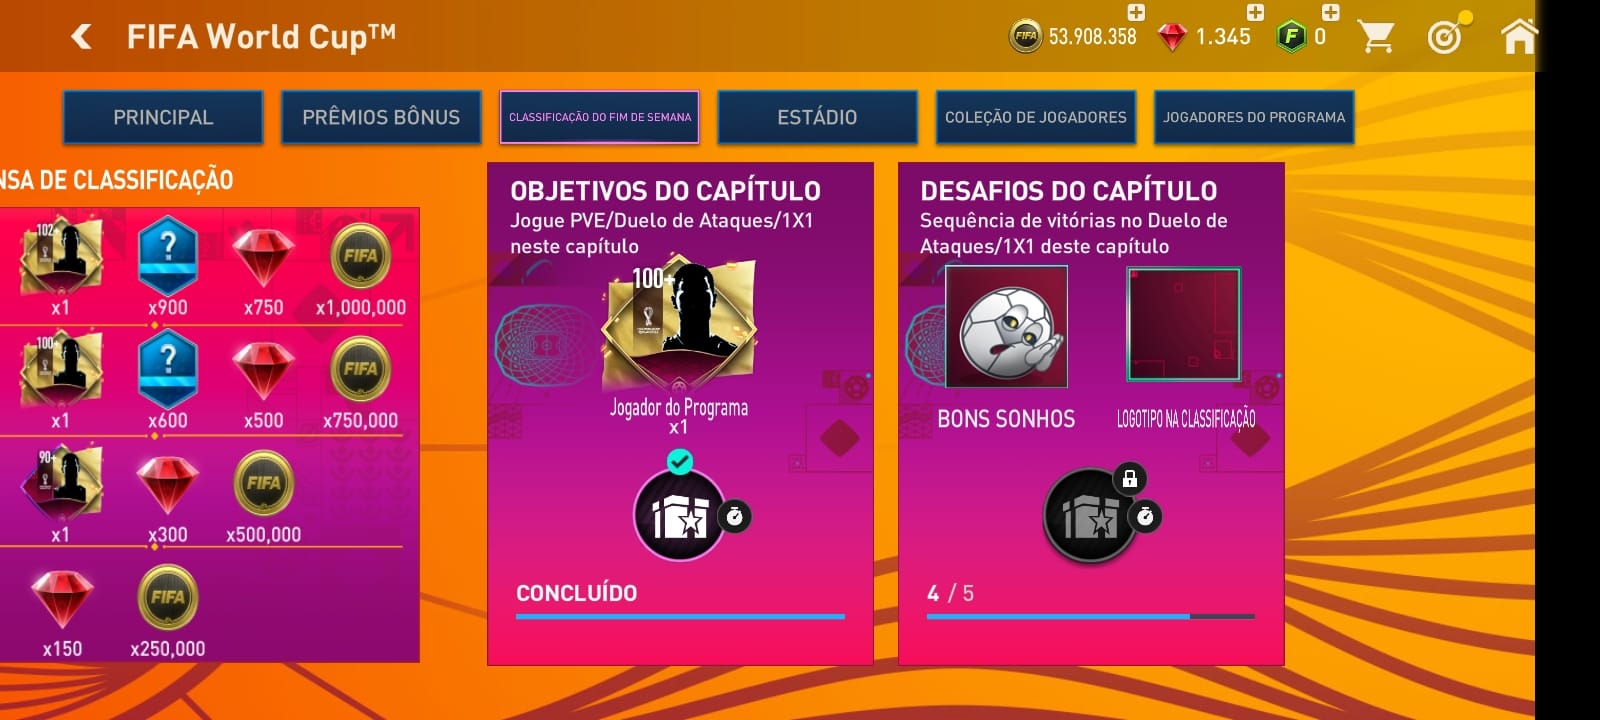 FIFA World Cup™
53.908.358
1.345
F
0
PRINCIPAL
PRÊMIOS BÔNUS
CLASSIFICAÇÃO DO FIM DE SEMANA
ESTÁDIO
COLEÇÃO DE JOGADORES
JOGADORES DO PROGRAMA
NSA DE CLASSIFICAÇÃO
102+
?
FIFA
x1
x900
x750
x1,000,000
100+
?
FIFA
x1
x600
x500
x750,000
90+
FIFA
x1
x300
x500,000
FIFA
x150
x250,000
OBJETIVOS DO CAPÍTULO
Jogue PVE/Duelo de Ataques/1X1
neste capítulo
100+
Jogador do Programa
x1
CONCLUÍDO
DESAFIOS DO CAPÍTULO
Sequência de vitórias no Duelo de
Ataques/1X1 deste capítulo
BONS SONHOS
LOGOTIPO NA CLASSIFICAÇÃO
4 / 5